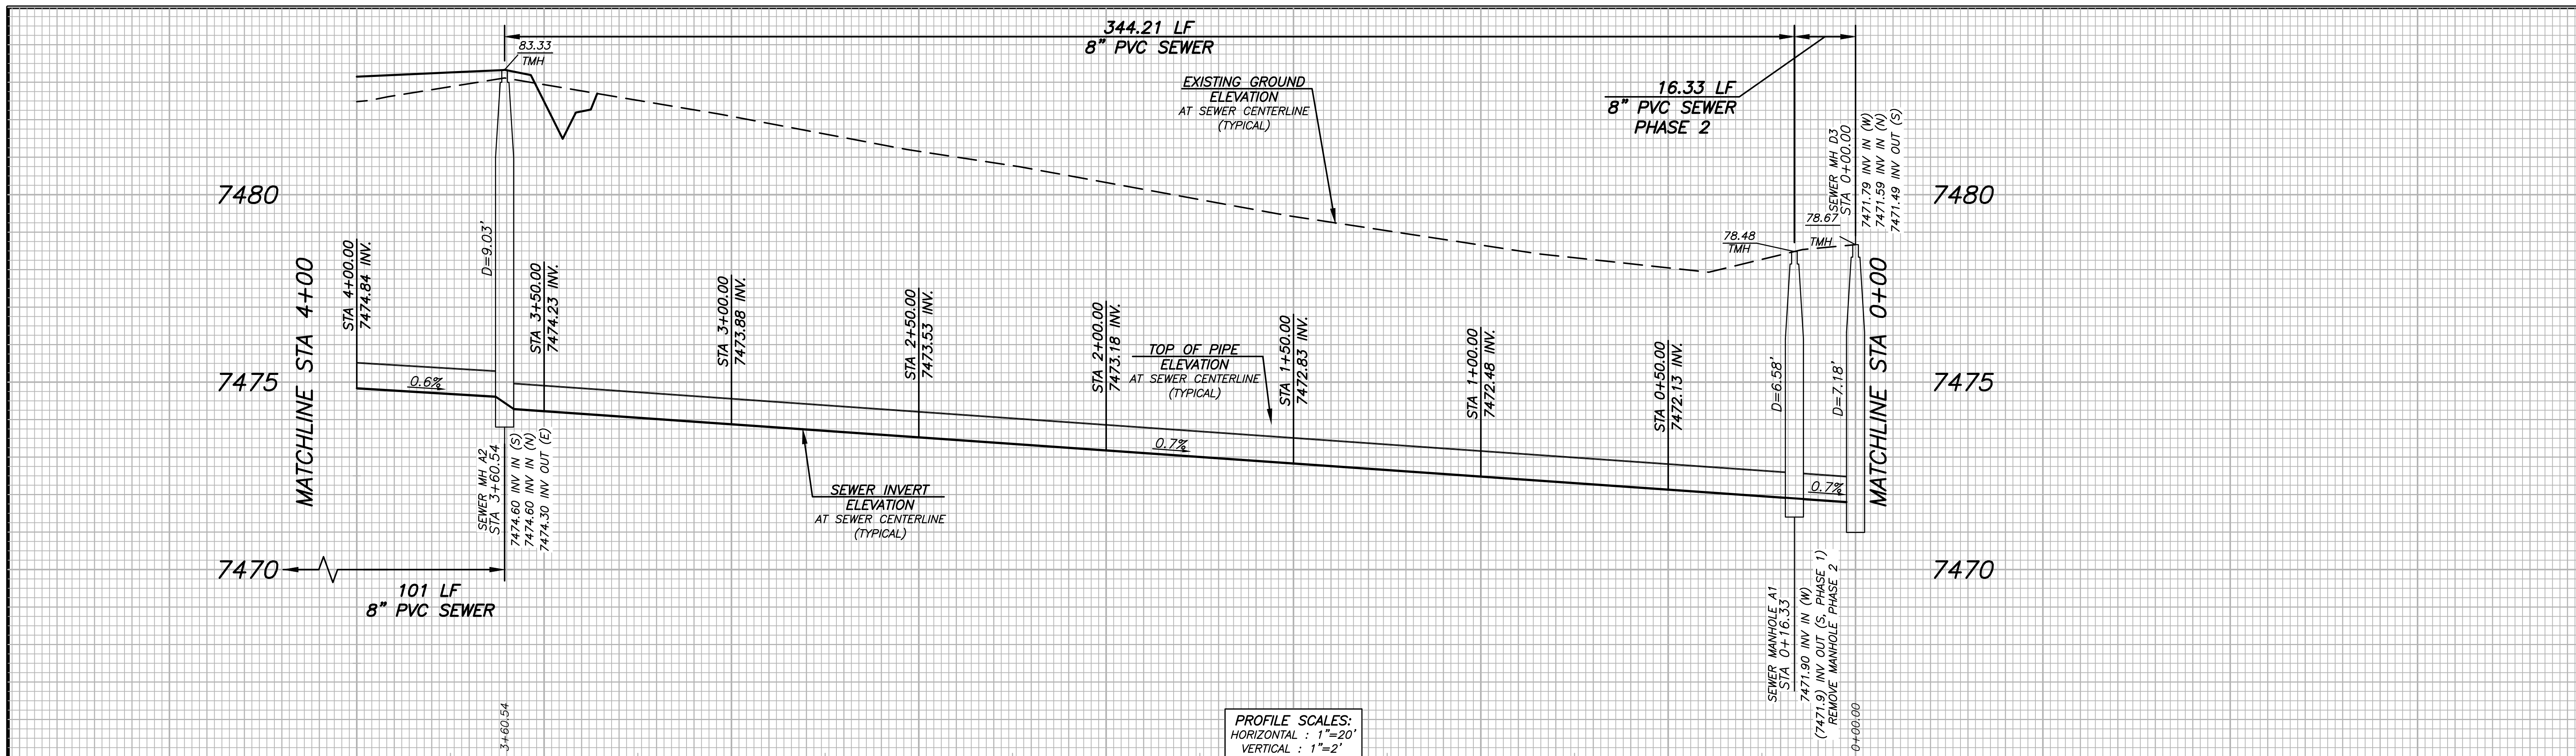 344.21 LF
8" PVC SEWER
83.33
TMH
EXISTING GROUND
ELEVATION
AT SEWER CENTERLINE
(TYPICAL)
16.33 LF
8" PVC SEWER
PHASE 2
SEWER MH D3
STA 0+00.00
7471.79 INV IN (W)
7471.59 INV IN (N)
7471.49 INV OUT (S)
7480
7480
78.67
TMH
78.48
TMH
D=9.03'
MATCHLINE STA 4+00
STA 4+00.00
7474.84 INV.
STA 3+50.00
7474.23 INV.
STA 3+00.00
7473.88 INV.
STA 2+50.00
7473.53 INV.
STA 2+00.00
7473.18 INV.
STA 1+50.00
7472.83 INV.
STA 1+00.00
7472.48 INV.
STA 0+50.00
7472.13 INV.
TOP OF PIPE
ELEVATION
AT SEWER CENTERLINE
(TYPICAL)
D=6.58'
D=7.18'
MATCHLINE STA 0+00
7475
7475
0.6%
0.7%
0.7%
SEWER MH A2
STA 3+60.54
7474.60 INV IN (S)
7474.60 INV IN (N)
7474.30 INV OUT (E)
SEWER INVERT
ELEVATION
AT SEWER CENTERLINE
(TYPICAL)
7470
7470
101 LF
8" PVC SEWER
SEWER MANHOLE A1
STA 0+16.33
7471.90 INV IN (W)
(7471.9) INV OUT (S, PHASE 1)
REMOVE MANHOLE PHASE 2
3+60.54
0+00.00
PROFILE SCALES:
HORIZONTAL : 1"=20'
VERTICAL : 1"=2'